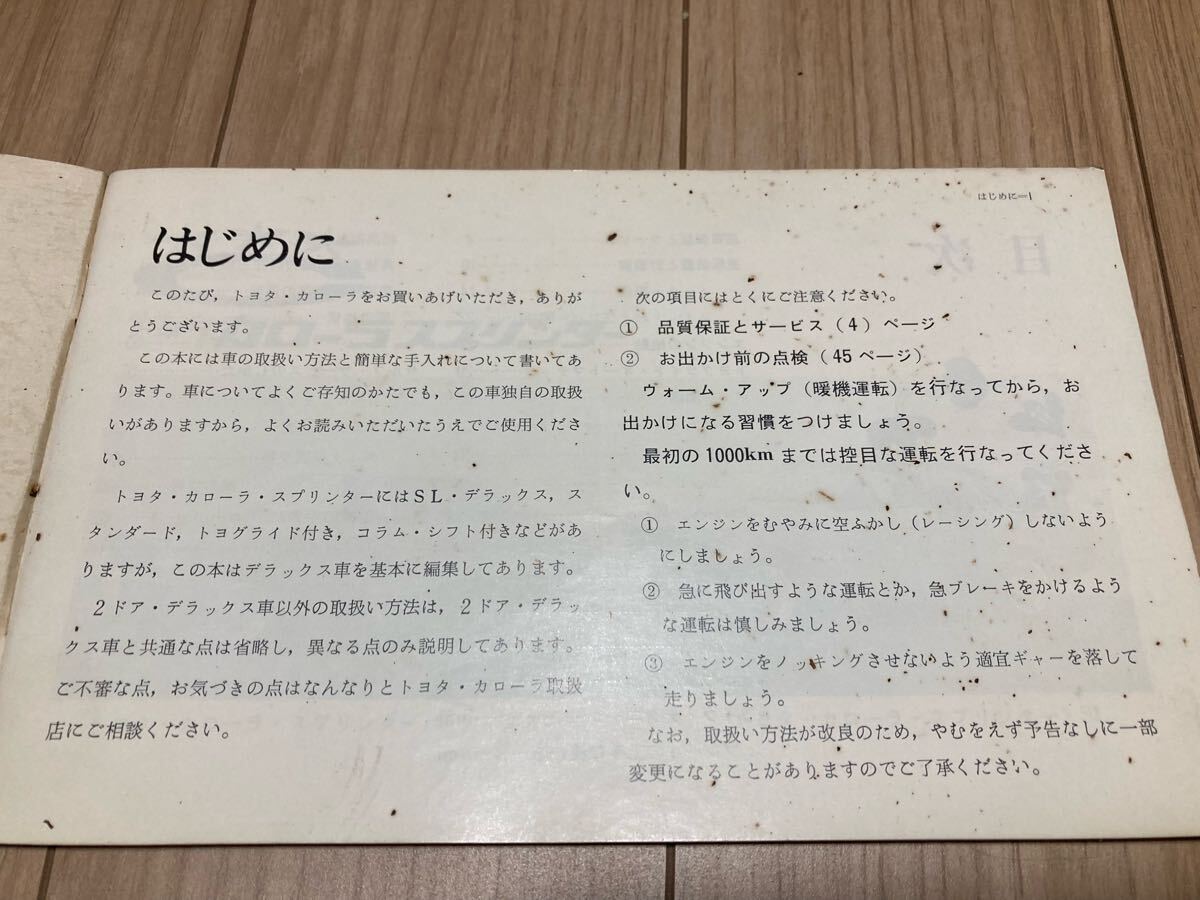 はじめに—1
はじめに
このたび，トヨタ・カローラをお買いあげいただき，ありが
とうございます。
この本には車の取扱い方法と簡単な手入れについて書いてあ
ります。車についてよくご存知のかたでも，この車独自の取扱
いがありますから，よくお読みいただいたうえでご使用くださ
い。
トヨタ・カローラ・スプリンターにはＳＬ・デラックス，ス
タンダード，トヨグライド付き，コラム・シフト付きなどがあ
りますが，この本はデラックス車を基本に編集してあります。
２ドア・デラックス車以外の取扱い方法は，２ドア・デラッ
クス車と共通な点は省略し，異なる点のみ説明してあります。
ご不審な点，お気づきの点はなんなりとトヨタ・カローラ取扱
店にご相談ください。
次の項目にはとくにご注意ください。
① 品質保証とサービス（4）ページ
② お出かけ前の点検（45ページ）
ヴォーム・アップ（暖機運転）を行なってから，お
出かけになる習慣をつけましょう。
最初の1000kmまでは控目な運転を行なってくださ
い。
① エンジンをむやみに空ふかし（レーシング）しないよう
にしましょう。
② 急に飛び出すような運転とか，急ブレーキをかけるよう
な運転は慎しみましょう。
③ エンジンをノッキングさせないよう適宜ギャーを落して
走りましょう。
なお，取扱い方法が改良のため，やむをえず予告なしに一部
変更になることがありますのでご了承ください。
目次